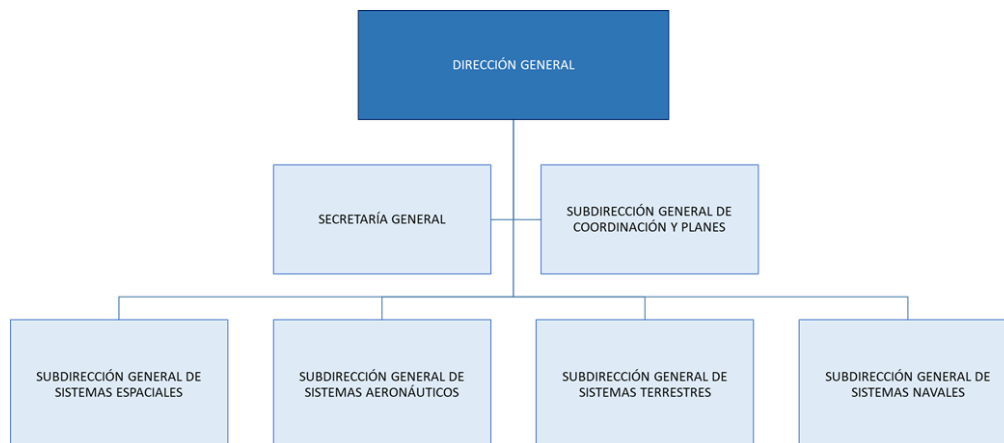 DIRECCIÓN GENERAL
SECRETARÍA GENERAL
SUBDIRECCIÓN GENERAL DE
COORDINACIÓN Y PLANES
SUBDIRECCIÓN GENERAL DE
SISTEMAS ESPACIALES
SUBDIRECCIÓN GENERAL DE
SISTEMAS AERONÁUTICOS
SUBDIRECCIÓN GENERAL DE
SISTEMAS TERRESTRES
SUBDIRECCIÓN GENERAL DE
SISTEMAS NAVALES